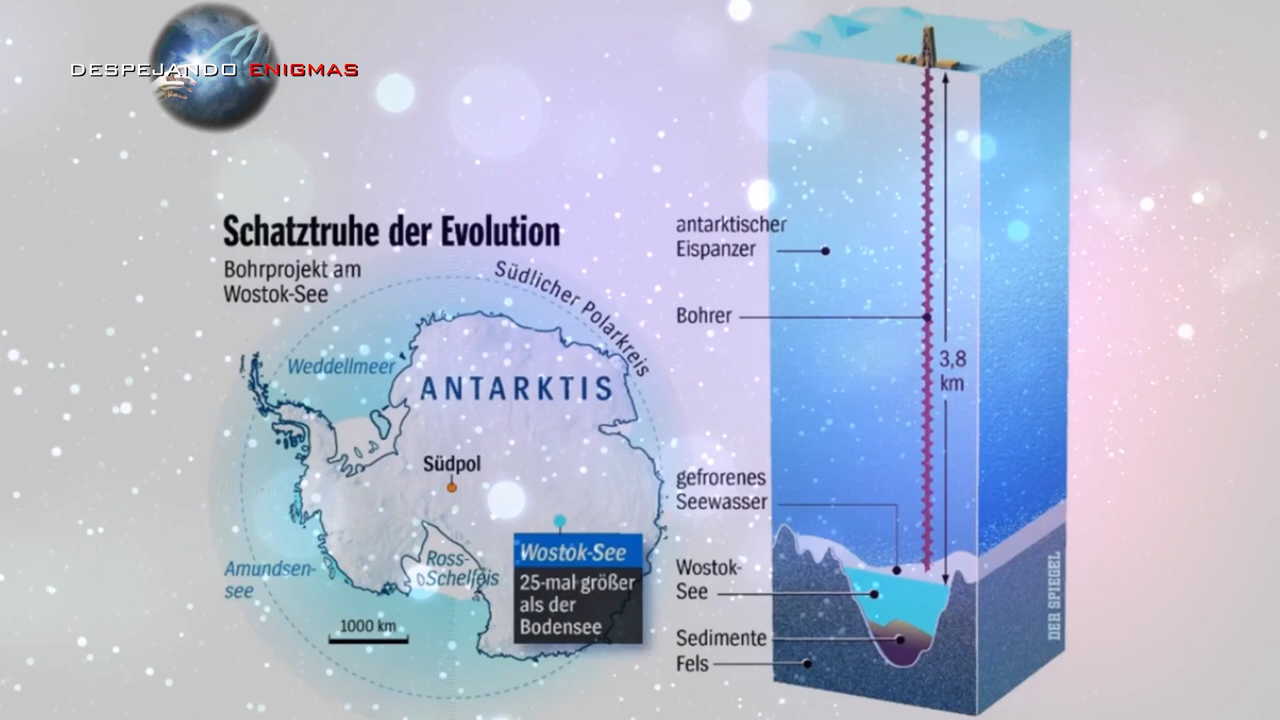 DESPEJANDO ENIGMAS
Schatztruhe der Evolution
Bohrprojekt am
Wostok-See
Südlicher Polarkreis
Weddellmeer
ANTARKTIS
Südpol
Amundsen-
see
Ross-
Schelfeis
Wostok-See
25-mal größer
als der
Bodensee
1000 km
antarktischer
Eispanzer
Bohrer
3,8
km
gefrorenes
Seewasser
Wostok-
See
Sedimente
Fels
DER SPIEGEL